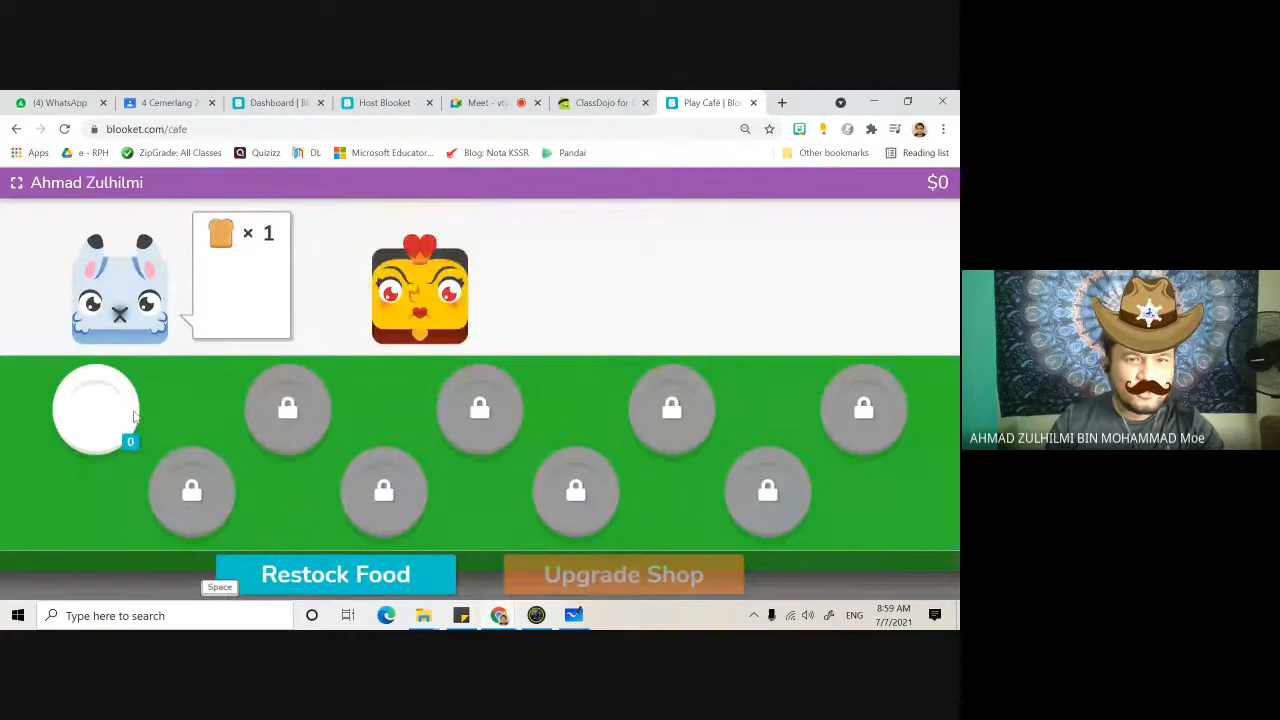 (4) WhatsApp
4 Cemerlang 2
Dashboard | Bl
Host Blooket
Meet - vtv
ClassDojo for T
Play Café | Bloo
blooket.com/cafe
Apps
e - RPH
ZipGrade: All Classes
Quizizz
DL
Microsoft Educator...
Blog: Nota KSSR
Pandai
Other bookmarks
Reading list
Ahmad Zulhilmi
$0
× 1
0
Restock Food
Upgrade Shop
Space
Type here to search
ENG
8:59 AM
7/7/2021
AHMAD ZULHILMI BIN MOHAMMAD Moe